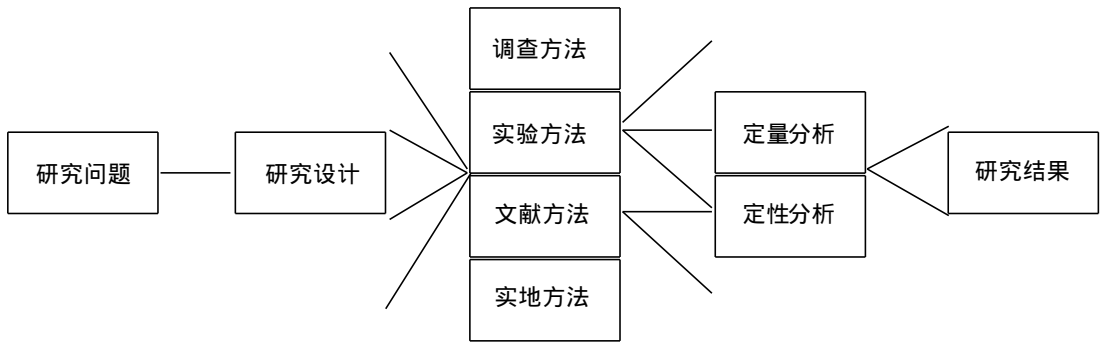 研究问题
研究设计
调查方法
实验方法
文献方法
实地方法
定量分析
定性分析
研究结果